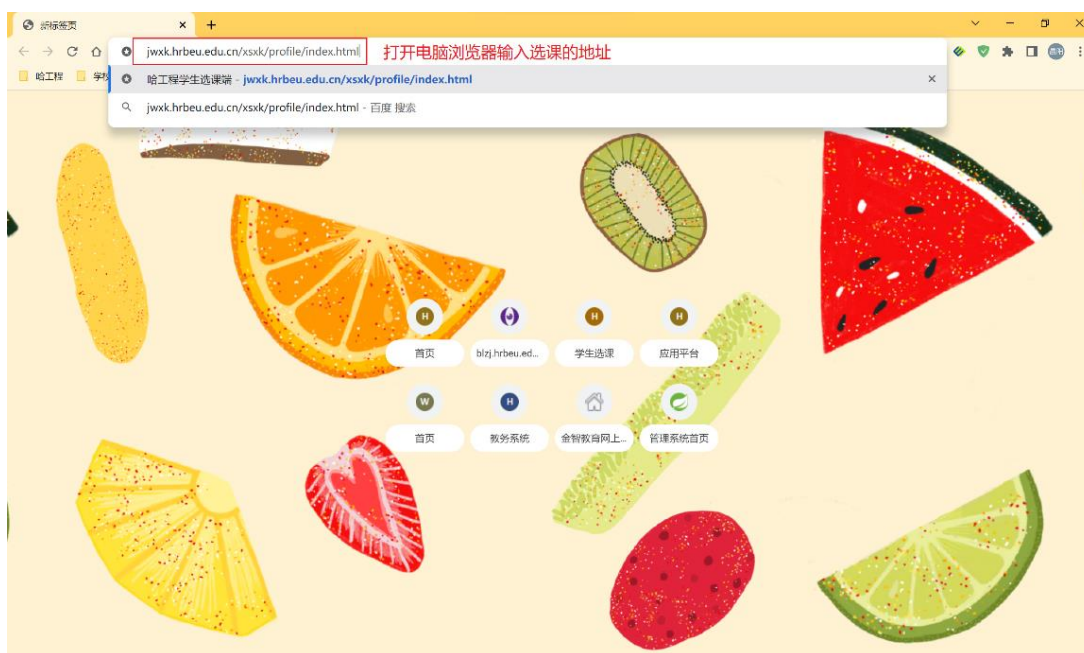 新标签页
jwxk.hrbeu.edu.cn/xsxk/profile/index.html
打开电脑浏览器输入选课的地址
哈工程 学校
哈工程学生选课端 - jwxk.hrbeu.edu.cn/xsxk/profile/index.html
jwxk.hrbeu.edu.cn/xsxk/profile/index.html - 百度 搜索
H H H
首页 blzj.hrbeu.ed... 学生选课 应用平台
W H
首页 教务系统 金智教育网上... 管理系统首页